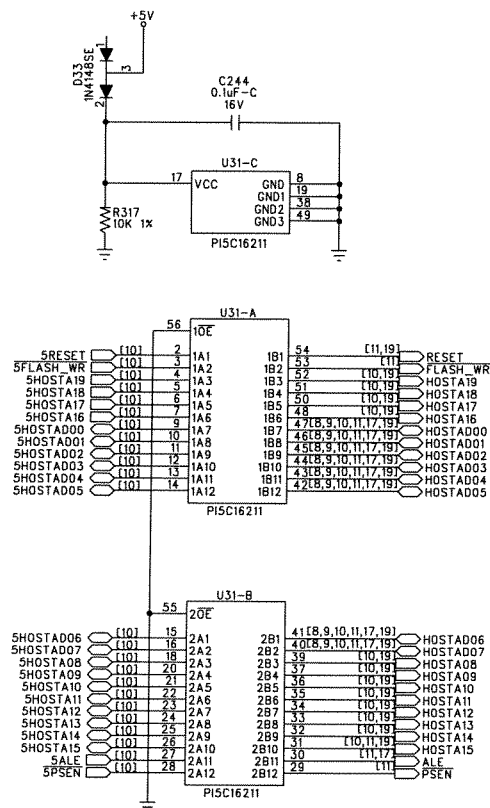 +5V
D33
1N4148SE
1
3
2
C244
0.1uF-C
16V
U31-C
17 VCC GND 8
GND1 19
GND2 38
GND3 49
R317
10K 1%
PI5C16211
U31-A
56 1OE
5RESET [10] 2 1A1 1B1 54 [11,19] RESET
5FLASH_WR [10] 3 1A2 1B2 53 [11] FLASH_WR
5HOSTA19 [10] 4 1A3 1B3 52 [10,19] HOSTA19
5HOSTA18 [10] 5 1A4 1B4 51 [10,19] HOSTA18
5HOSTA17 [10] 6 1A5 1B5 50 [10,19] HOSTA17
5HOSTA16 [10] 7 1A6 1B6 48 [10,19] HOSTA16
5HOSTAD00 [10] 9 1A7 1B7 47 [8,9,10,11,17,19] HOSTAD00
5HOSTAD01 [10] 10 1A8 1B8 46 [8,9,10,11,17,19] HOSTAD01
5HOSTAD02 [10] 11 1A9 1B9 45 [8,9,10,11,17,19] HOSTAD02
5HOSTAD03 [10] 12 1A10 1B10 44 [8,9,10,11,17,19] HOSTAD03
5HOSTAD04 [10] 13 1A11 1B11 43 [8,9,10,11,17,19] HOSTAD04
5HOSTAD05 [10] 14 1A12 1B12 42 [8,9,10,11,17,19] HOSTAD05
PI5C16211
U31-B
55 2OE
5HOSTAD06 [10] 15 2A1 2B1 41 [8,9,10,11,17,19] HOSTAD06
5HOSTAD07 [10] 16 2A2 2B2 40 [8,9,10,11,17,19] HOSTAD07
5HOSTA08 [10] 18 2A3 2B3 39 [10,19] HOSTA08
5HOSTA09 [10] 20 2A4 2B4 37 [10,19] HOSTA09
5HOSTA10 [10] 21 2A5 2B5 36 [10,19] HOSTA10
5HOSTA11 [10] 22 2A6 2B6 35 [10,19] HOSTA11
5HOSTA12 [10] 23 2A7 2B7 34 [10,19] HOSTA12
5HOSTA13 [10] 24 2A8 2B8 33 [10,19] HOSTA13
5HOSTA14 [10] 25 2A9 2B9 32 [10,19] HOSTA14
5HOSTA15 [10] 26 2A10 2B10 31 [10,11,19] HOSTA15
5ALE [10] 27 2A11 2B11 30 [11,17] ALE
5PSEN [10] 28 2A12 2B12 29 [11] PSEN
PI5C16211